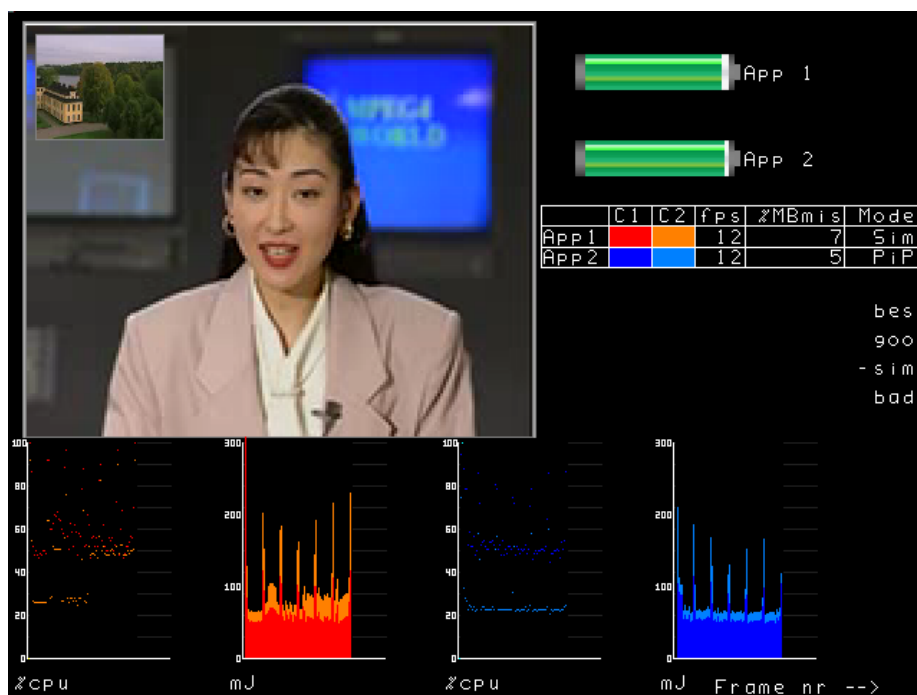 MPEG4
WORLD
App 1
App 2
C1 C2 fps %MBmis Mode
App1 12 7 Sim
App2 12 5 PiP
bes
goo
-sim
bad
100 300 100 300
80 80
200 200
60 60
40 40
100 100
20 20
0 0 0 0
%cpu mJ %cpu mJ Frame nr -->